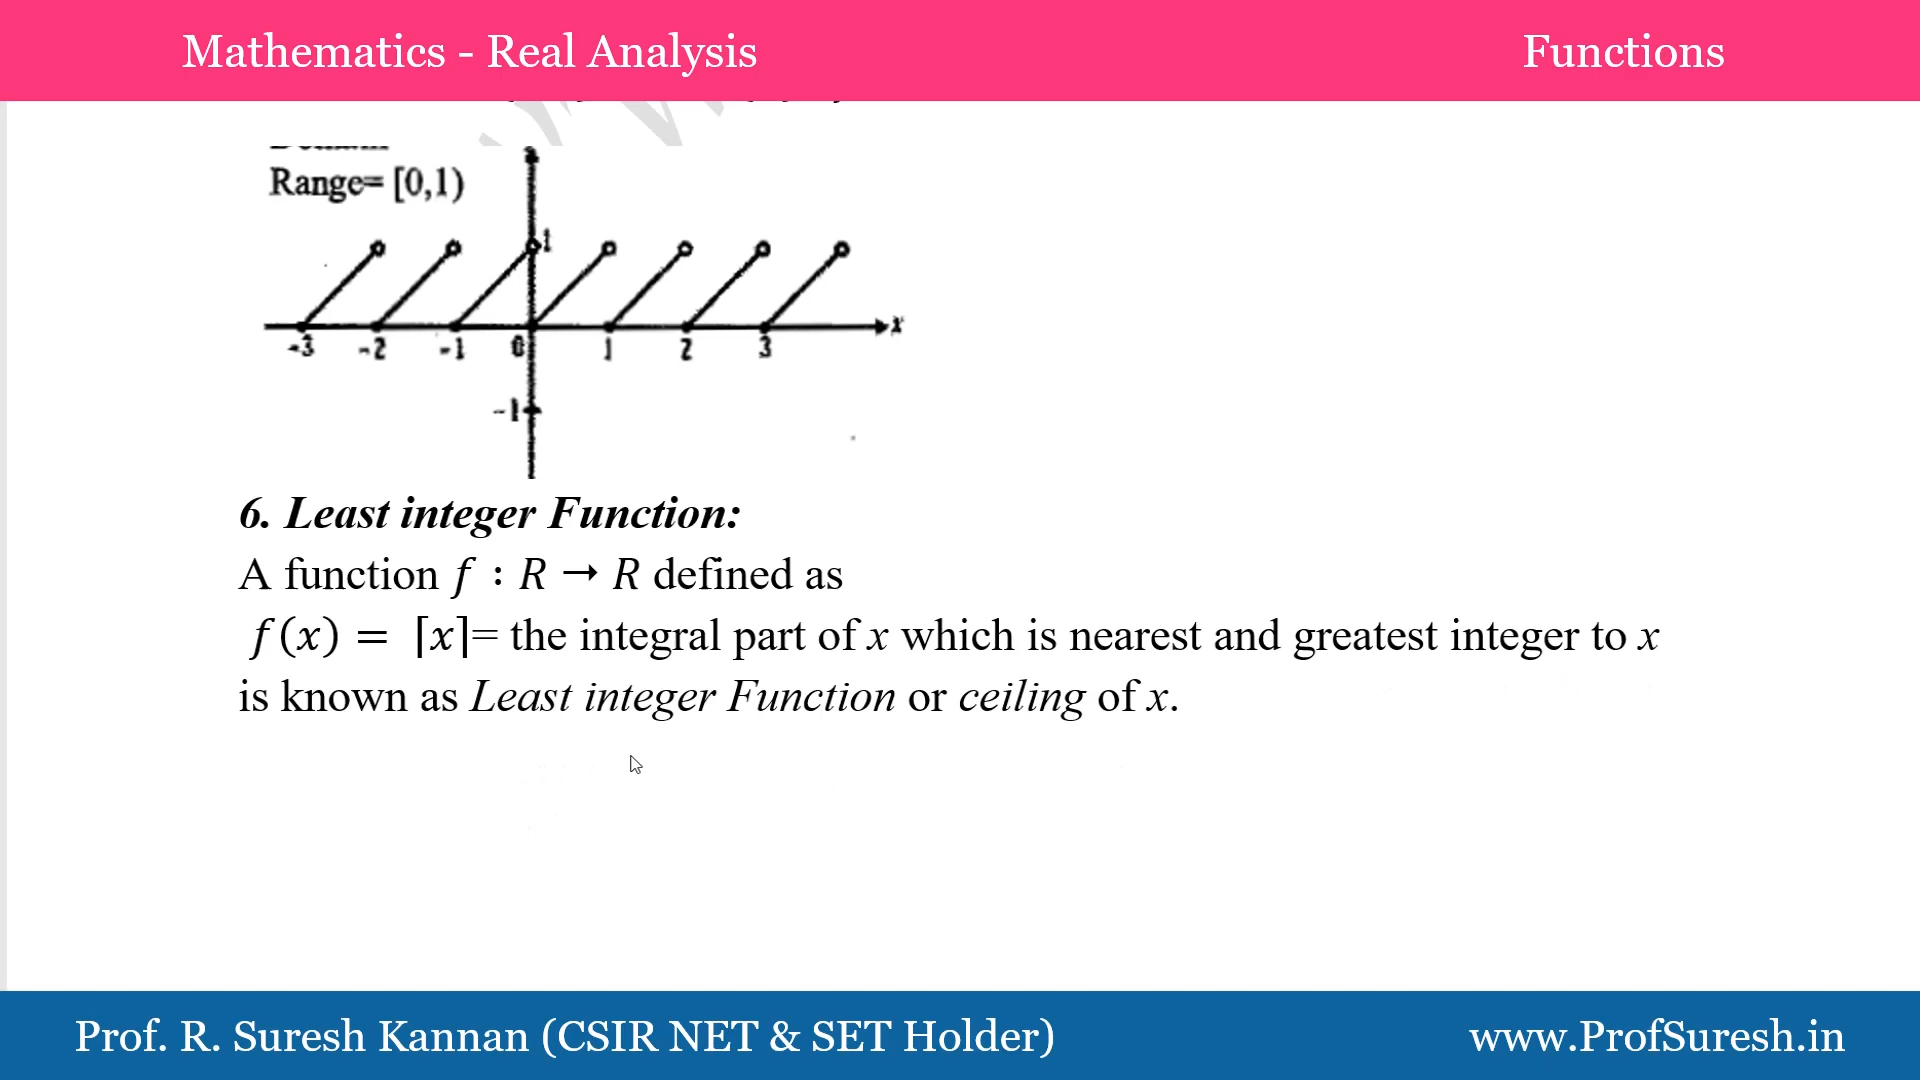 Mathematics - Real Analysis
Functions
Range= [0,1)
1
x
-3 -2 -1 0 1 2 3
-1
6. Least integer Function:
A function f : R → R defined as
f(x) = ⌈x⌉= the integral part of x which is nearest and greatest integer to x
is known as Least integer Function or ceiling of x.
Prof. R. Suresh Kannan (CSIR NET & SET Holder)
www.ProfSuresh.in